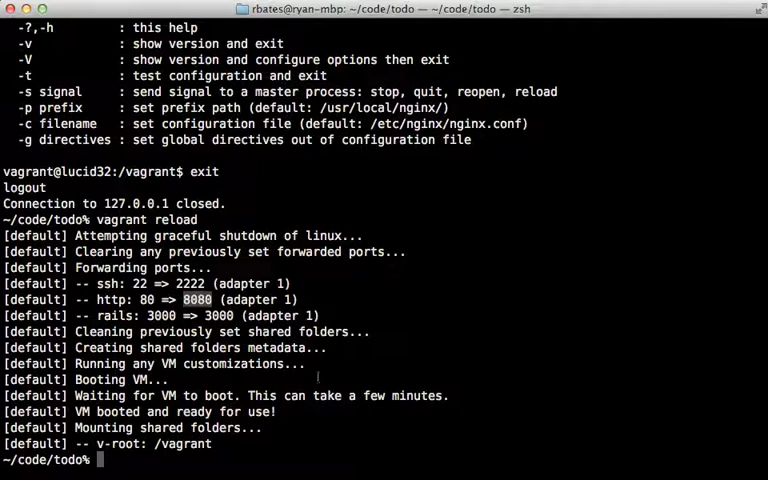 rbates@ryan-mbp: ~/code/todo — ~/code/todo — zsh
-?,-h : this help
-v : show version and exit
-V : show version and configure options then exit
-t : test configuration and exit
-s signal : send signal to a master process: stop, quit, reopen, reload
-p prefix : set prefix path (default: /usr/local/nginx/)
-c filename : set configuration file (default: /etc/nginx/nginx.conf)
-g directives : set global directives out of configuration file
vagrant@lucid32:/vagrant$ exit
logout
Connection to 127.0.0.1 closed.
~/code/todo% vagrant reload
[default] Attempting graceful shutdown of linux...
[default] Clearing any previously set forwarded ports...
[default] Forwarding ports...
[default] -- ssh: 22 => 2222 (adapter 1)
[default] -- http: 80 => 8080 (adapter 1)
[default] -- rails: 3000 => 3000 (adapter 1)
[default] Cleaning previously set shared folders...
[default] Creating shared folders metadata...
[default] Running any VM customizations...
[default] Booting VM...
[default] Waiting for VM to boot. This can take a few minutes.
[default] VM booted and ready for use!
[default] Mounting shared folders...
[default] -- v-root: /vagrant
~/code/todo%